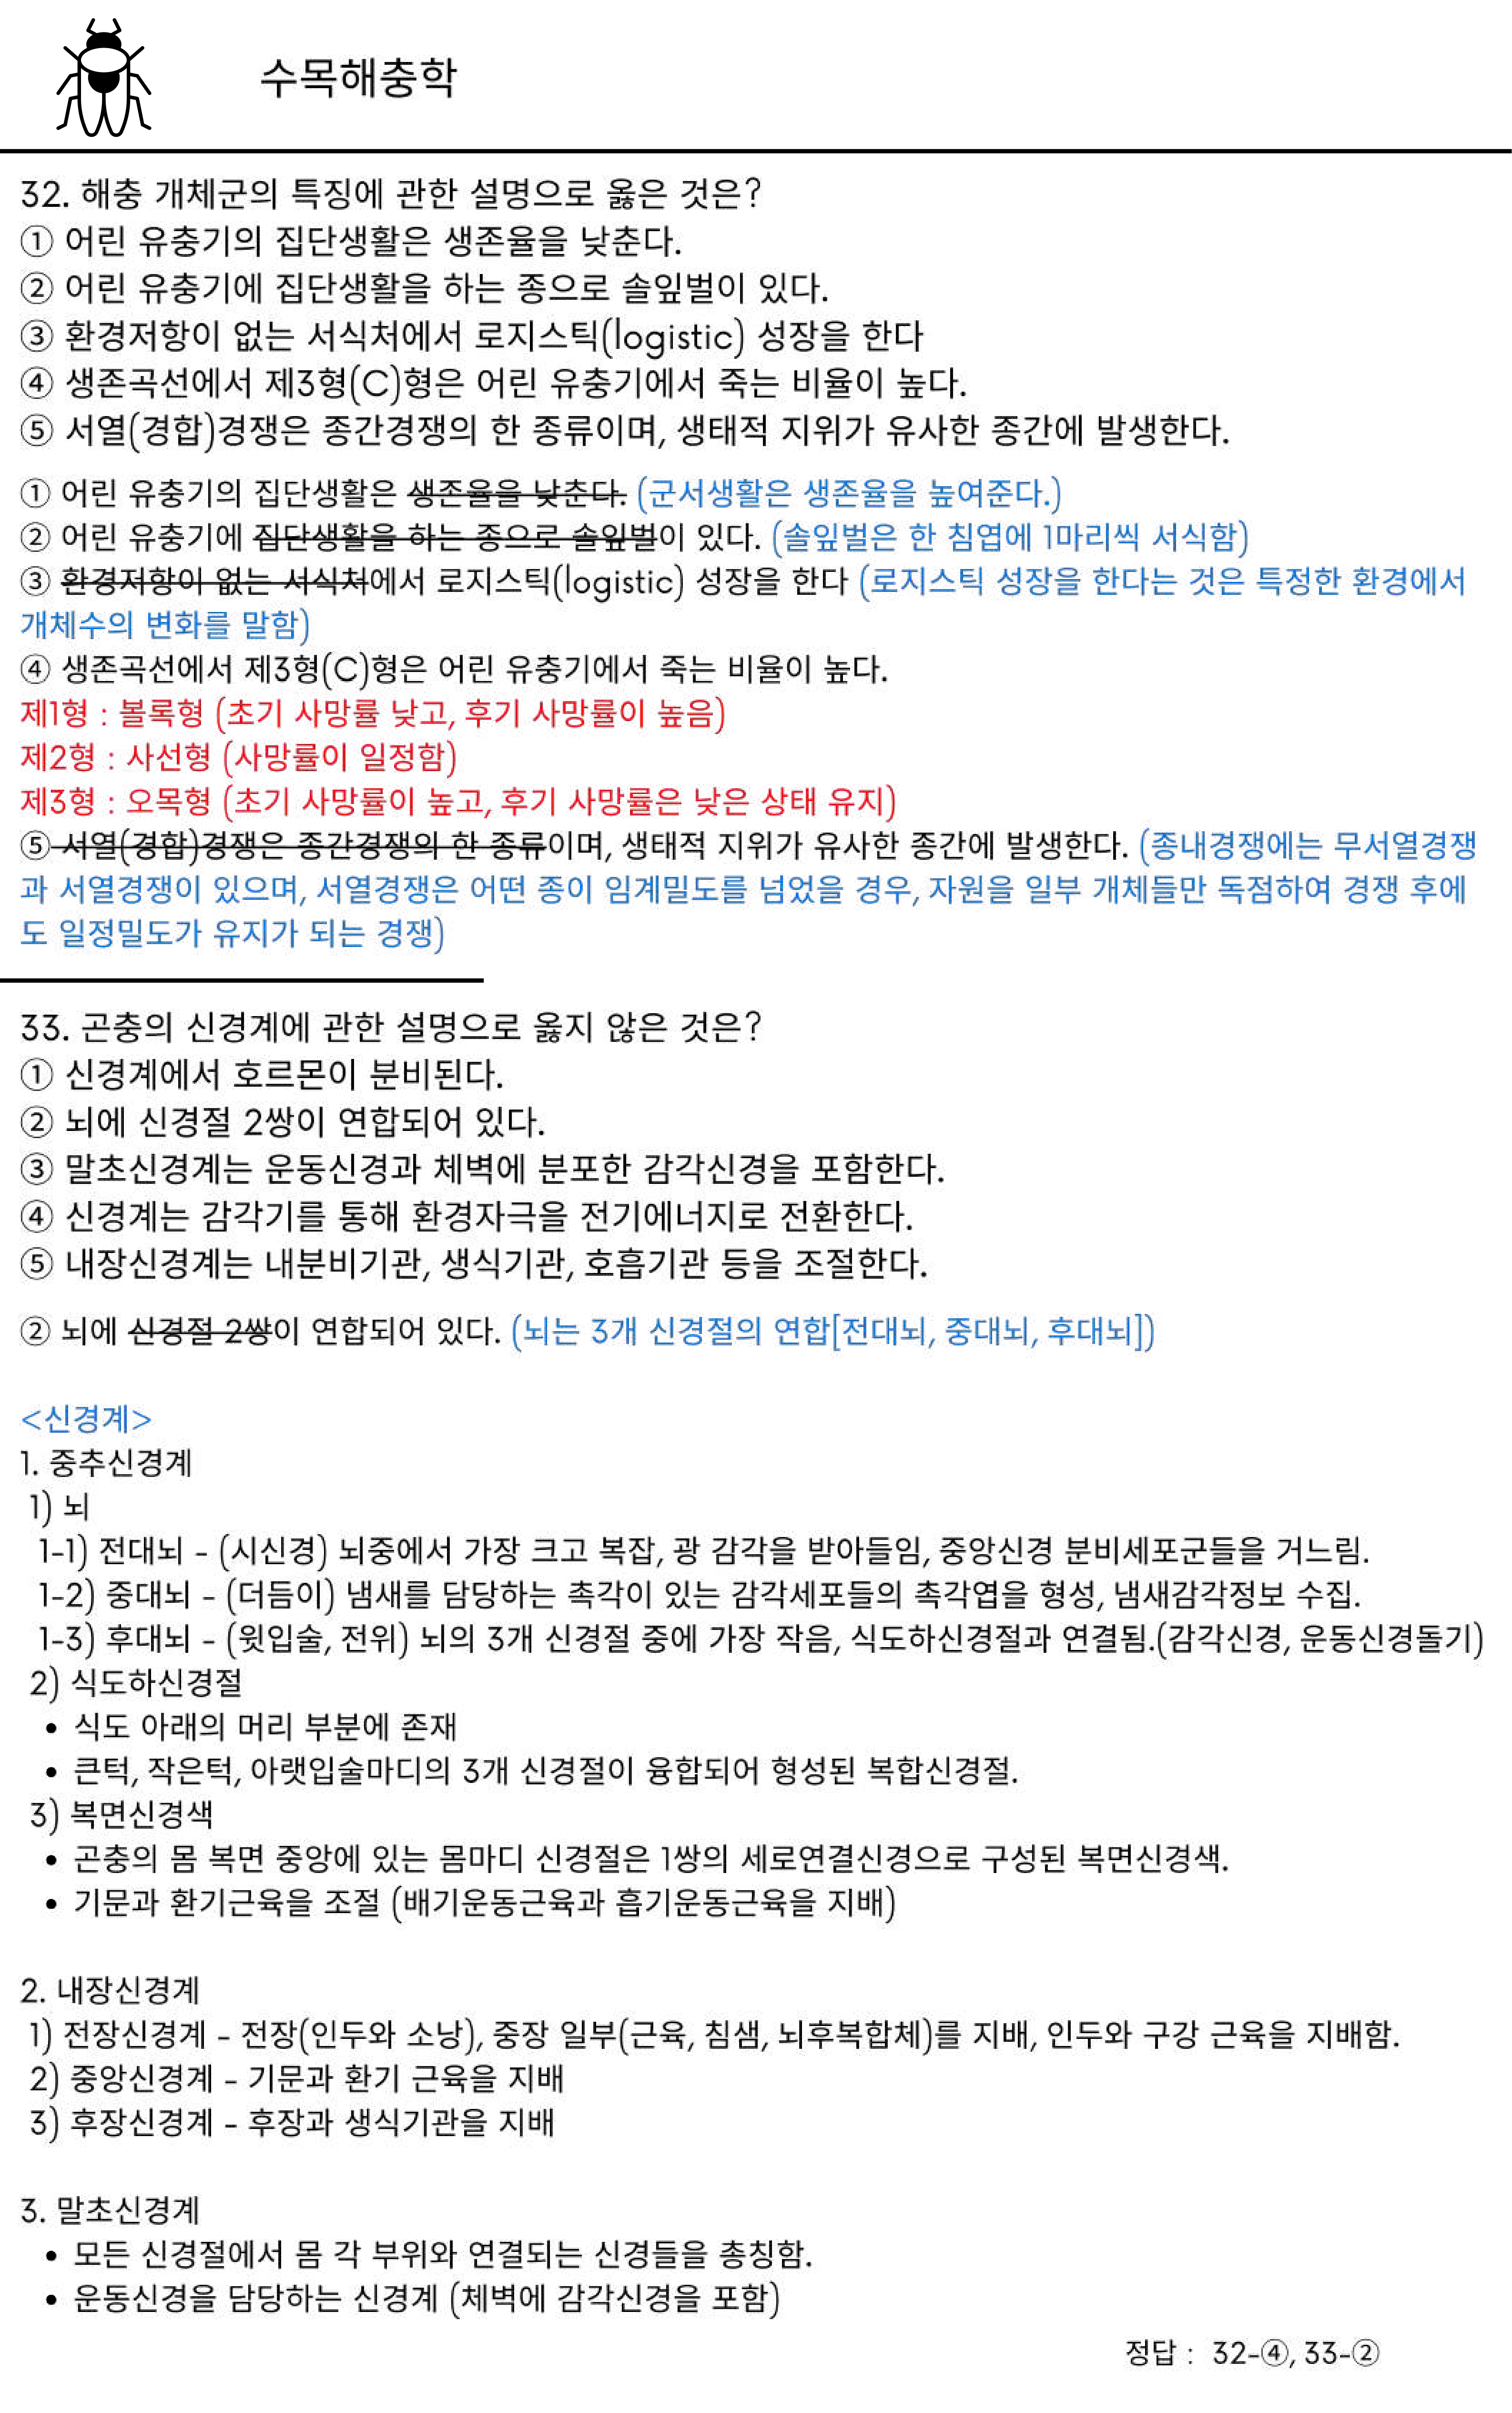 수목해충학
32. 해충 개체군의 특징에 관한 설명으로 옳은 것은?
① 어린 유충기의 집단생활은 생존율을 낮춘다.
② 어린 유충기에 집단생활을 하는 종으로 솔잎벌이 있다.
③ 환경저항이 없는 서식처에서 로지스틱(logistic) 성장을 한다
④ 생존곡선에서 제3형(C)형은 어린 유충기에서 죽는 비율이 높다.
⑤ 서열(경합)경쟁은 종간경쟁의 한 종류이며, 생태적 지위가 유사한 종간에 발생한다.
① 어린 유충기의 집단생활은 생존율을 낮춘다. (군서생활은 생존율을 높여준다.)
② 어린 유충기에 집단생활을 하는 종으로 솔잎벌이 있다. (솔잎벌은 한 침엽에 1마리씩 서식함)
③ 환경저항이 없는 서식처에서 로지스틱(logistic) 성장을 한다 (로지스틱 성장을 한다는 것은 특정한 환경에서
개체수의 변화를 말함)
④ 생존곡선에서 제3형(C)형은 어린 유충기에서 죽는 비율이 높다.
제1형 : 볼록형 (초기 사망률 낮고, 후기 사망률이 높음)
제2형 : 사선형 (사망률이 일정함)
제3형 : 오목형 (초기 사망률이 높고, 후기 사망률은 낮은 상태 유지)
⑤ 서열(경합)경쟁은 종간경쟁의 한 종류이며, 생태적 지위가 유사한 종간에 발생한다. (종내경쟁에는 무서열경쟁
과 서열경쟁이 있으며, 서열경쟁은 어떤 종이 임계밀도를 넘었을 경우, 자원을 일부 개체들만 독점하여 경쟁 후에
도 일정밀도가 유지가 되는 경쟁)
33. 곤충의 신경계에 관한 설명으로 옳지 않은 것은?
① 신경계에서 호르몬이 분비된다.
② 뇌에 신경절 2쌍이 연합되어 있다.
③ 말초신경계는 운동신경과 체벽에 분포한 감각신경을 포함한다.
④ 신경계는 감각기를 통해 환경자극을 전기에너지로 전환한다.
⑤ 내장신경계는 내분비기관, 생식기관, 호흡기관 등을 조절한다.
② 뇌에 신경절 2쌍이 연합되어 있다. (뇌는 3개 신경절의 연합[전대뇌, 중대뇌, 후대뇌])
<신경계>
1. 중추신경계
1) 뇌
1-1) 전대뇌 - (시신경) 뇌중에서 가장 크고 복잡, 광 감각을 받아들임, 중앙신경 분비세포군들을 거느림.
1-2) 중대뇌 - (더듬이) 냄새를 담당하는 촉각이 있는 감각세포들의 촉각엽을 형성, 냄새감각정보 수집.
1-3) 후대뇌 - (윗입술, 전위) 뇌의 3개 신경절 중에 가장 작음, 식도하신경절과 연결됨.(감각신경, 운동신경돌기)
2) 식도하신경절
• 식도 아래의 머리 부분에 존재
• 큰턱, 작은턱, 아랫입술마디의 3개 신경절이 융합되어 형성된 복합신경절.
3) 복면신경색
• 곤충의 몸 복면 중앙에 있는 몸마디 신경절은 1쌍의 세로연결신경으로 구성된 복면신경색.
• 기문과 환기근육을 조절 (배기운동근육과 흡기운동근육을 지배)
2. 내장신경계
1) 전장신경계 - 전장(인두와 소낭), 중장 일부(근육, 침샘, 뇌후복합체)를 지배, 인두와 구강 근육을 지배함.
2) 중앙신경계 - 기문과 환기 근육을 지배
3) 후장신경계 - 후장과 생식기관을 지배
3. 말초신경계
• 모든 신경절에서 몸 각 부위와 연결되는 신경들을 총칭함.
• 운동신경을 담당하는 신경계 (체벽에 감각신경을 포함)
정답 : 32-④, 33-②